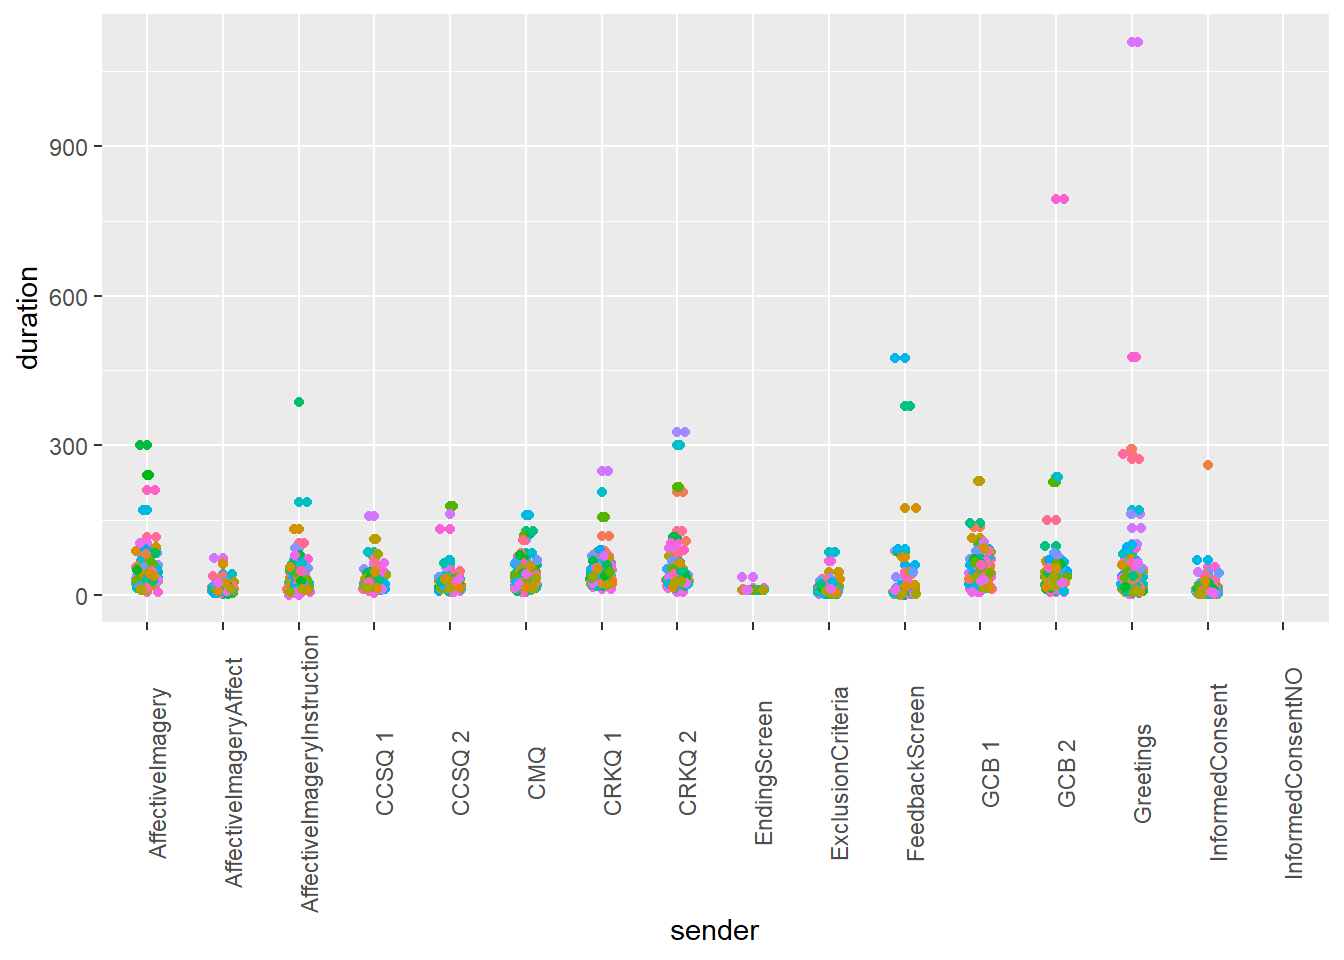 duration
900
600
300
0
AffectiveImagery
AffectiveImageryAffect
AffectiveImageryInstruction
CCSQ 1
CCSQ 2
CMQ
CRKQ 1
CRKQ 2
EndingScreen
ExclusionCriteria
FeedbackScreen
GCB 1
GCB 2
Greetings
InformedConsent
InformedConsentNO
sender